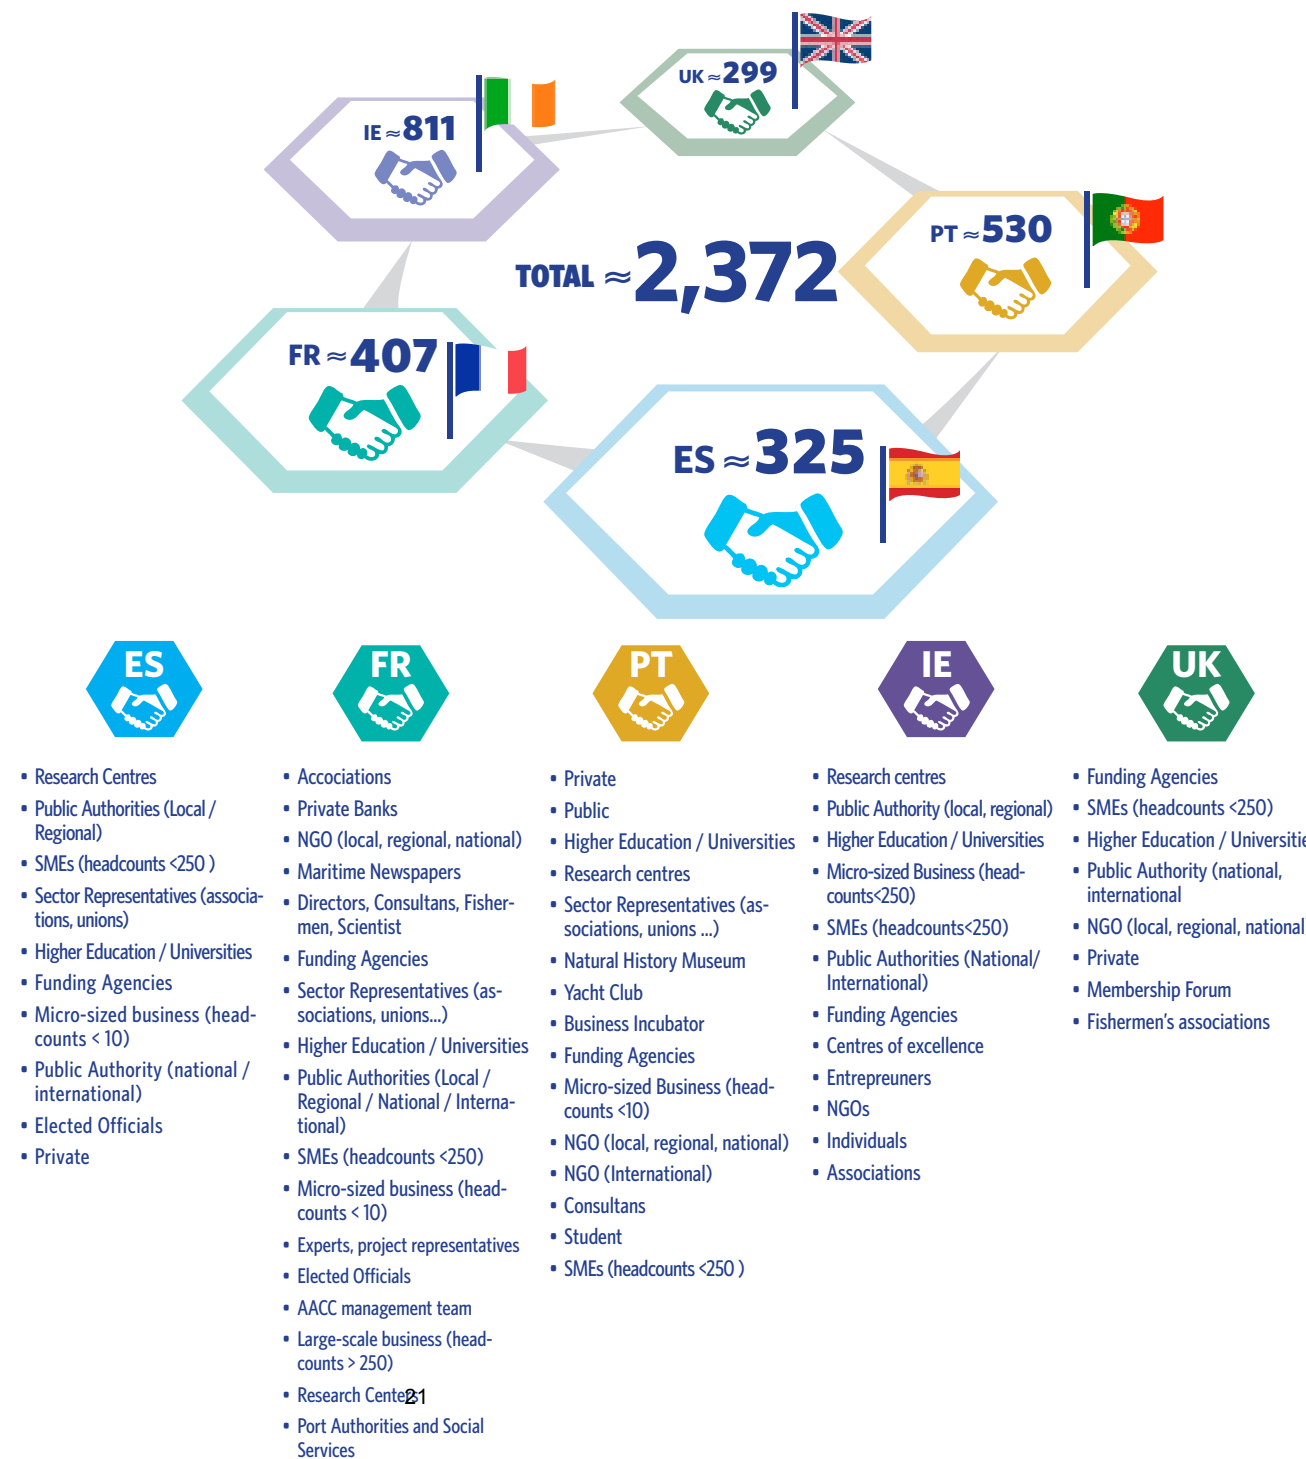 UK ≈299
IE ≈811
PT ≈530
TOTAL ≈2,372
FR ≈407
ES ≈325
ES
• Research Centres
• Public Authorities (Local /
Regional)
• SMEs (headcounts <250 )
• Sector Representatives (associa-
tions, unions)
• Higher Education / Universities
• Funding Agencies
• Micro-sized business (head-
counts < 10)
• Public Authority (national /
international)
• Elected Officials
• Private
FR
• Accociations
• Private Banks
• NGO (local, regional, national)
• Maritime Newspapers
• Directors, Consultans, Fisher-
men, Scientist
• Funding Agencies
• Sector Representatives (as-
sociations, unions...)
• Higher Education / Universities
• Public Authorities (Local /
Regional / National / Interna-
tional)
• SMEs (headcounts <250)
• Micro-sized business (head-
counts < 10)
• Experts, project representatives
• Elected Officials
• AACC management team
• Large-scale business (head-
counts > 250)
• Research Centers
• Port Authorities and Social
Services
PT
• Private
• Public
• Higher Education / Universities
• Research centres
• Sector Representatives (as-
sociations, unions ...)
• Natural History Museum
• Yacht Club
• Business Incubator
• Funding Agencies
• Micro-sized Business (head-
counts <10)
• NGO (local, regional, national)
• NGO (International)
• Consultans
• Student
• SMEs (headcounts <250 )
IE
• Research centres
• Public Authority (local, regional)
• Higher Education / Universities
• Micro-sized Business (head-
counts<250)
• SMEs (headcounts<250)
• Public Authorities (National/
International)
• Funding Agencies
• Centres of excellence
• Entrepreuners
• NGOs
• Individuals
• Associations
UK
• Funding Agencies
• SMEs (headcounts <250)
• Higher Education / Universitie
• Public Authority (national,
international
• NGO (local, regional, national)
• Private
• Membership Forum
• Fishermen's associations
21